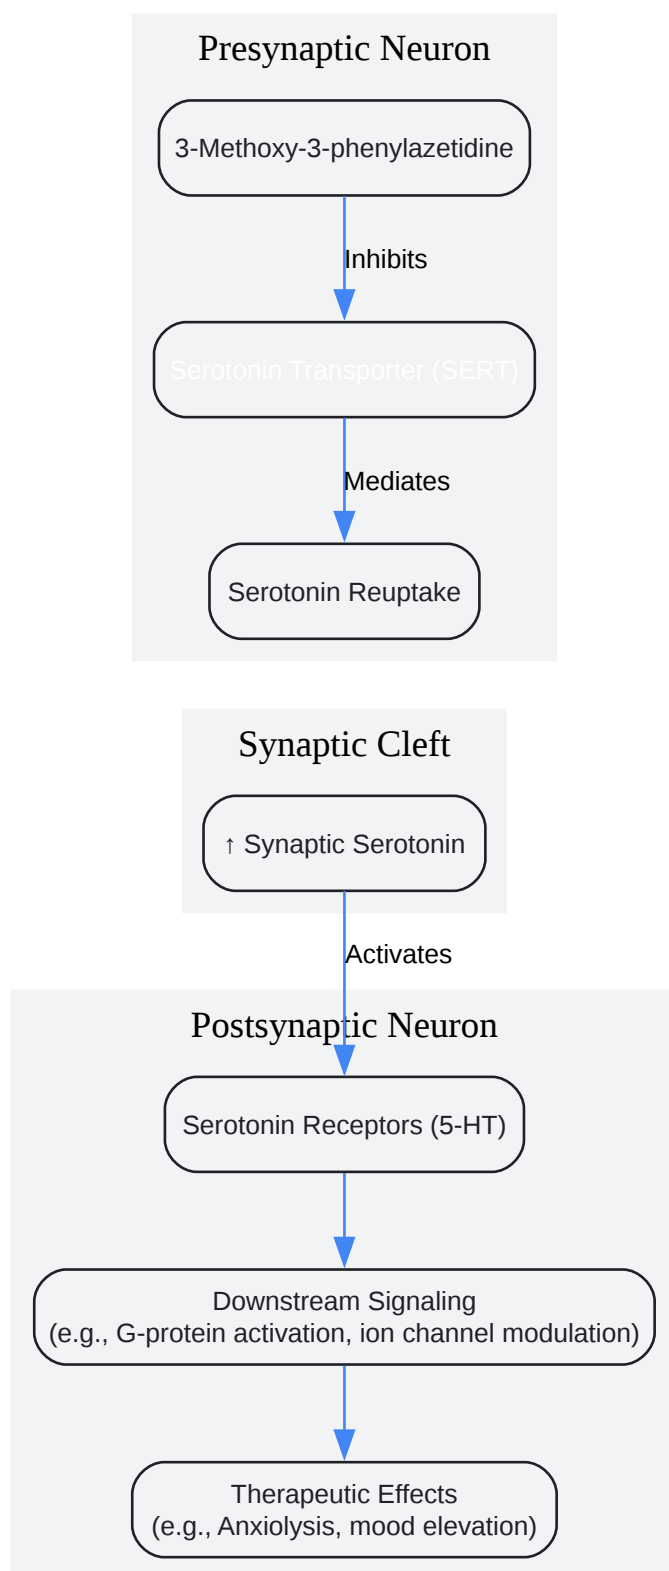 Presynaptic Neuron
3-Methoxy-3-phenylazetidine
Inhibits
Serotonin Transporter (SERT)
Mediates
Serotonin Reuptake
Synaptic Cleft
↑ Synaptic Serotonin
Activates
Postsynaptic Neuron
Serotonin Receptors (5-HT)
Downstream Signaling
(e.g., G-protein activation, ion channel modulation)
Therapeutic Effects
(e.g., Anxiolysis, mood elevation)